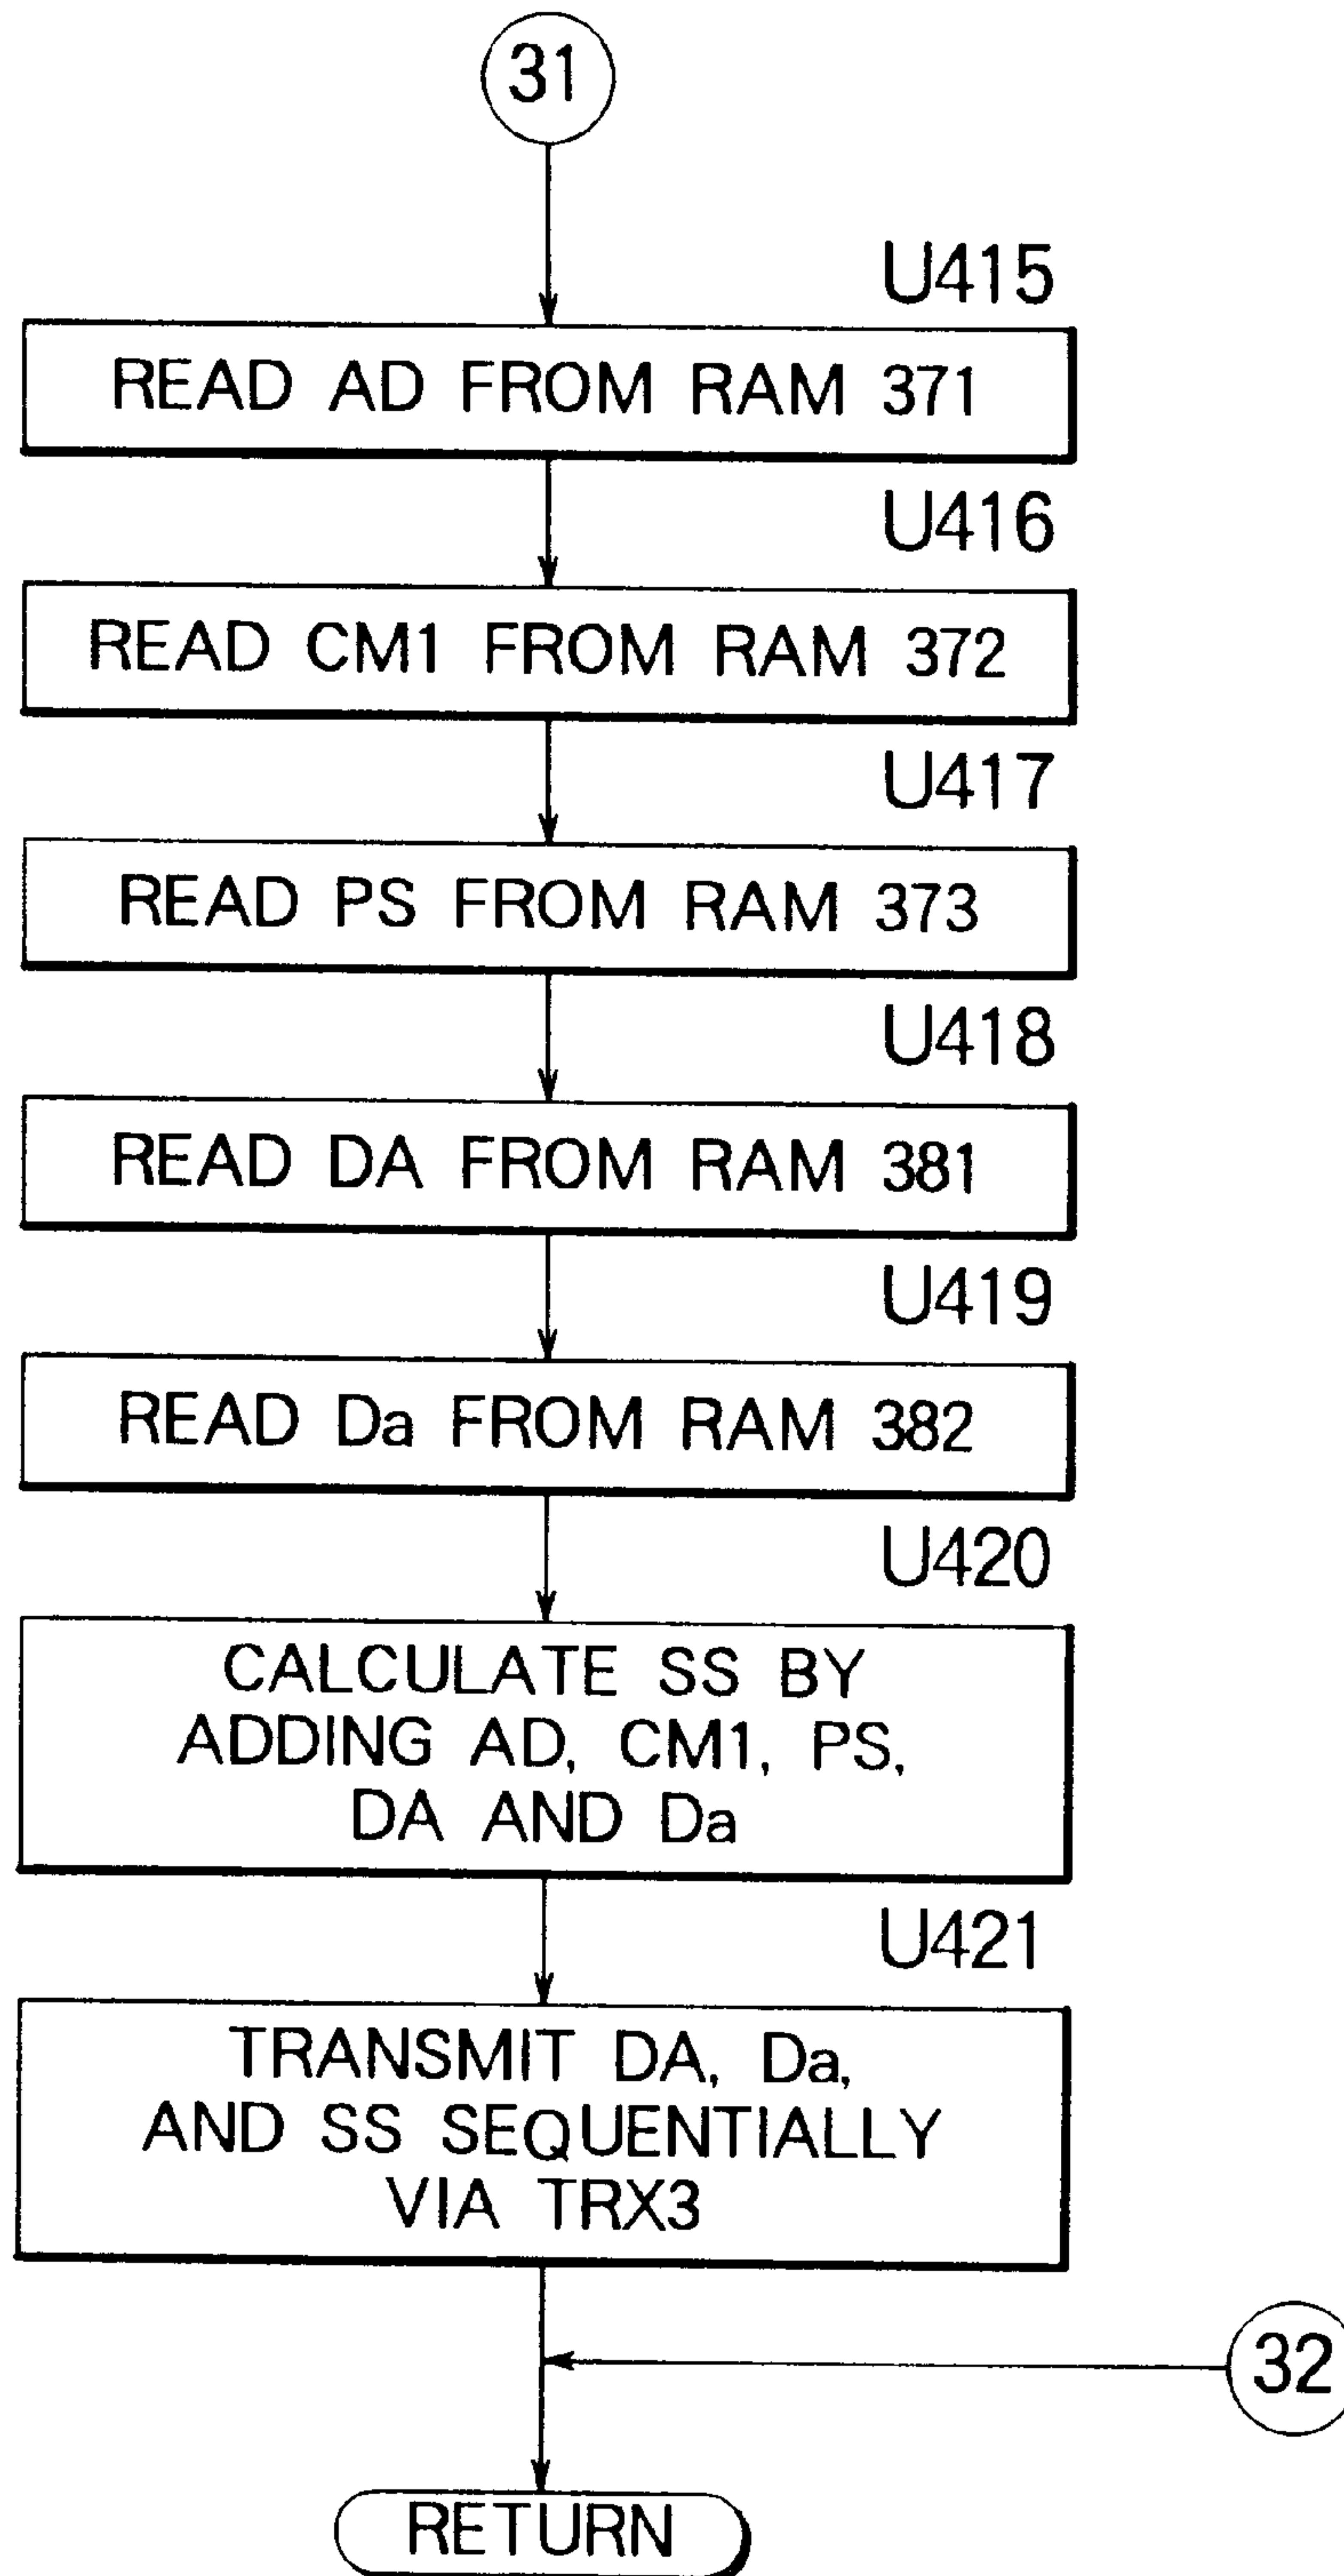 31
U415
READ AD FROM RAM 371
U416
READ CM1 FROM RAM 372
U417
READ PS FROM RAM 373
U418
READ DA FROM RAM 381
U419
READ Da FROM RAM 382
U420
CALCULATE SS BY
ADDING AD, CM1, PS,
DA AND Da
U421
TRANSMIT DA, Da,
AND SS SEQUENTIALLY
VIA TRX3
32
RETURN